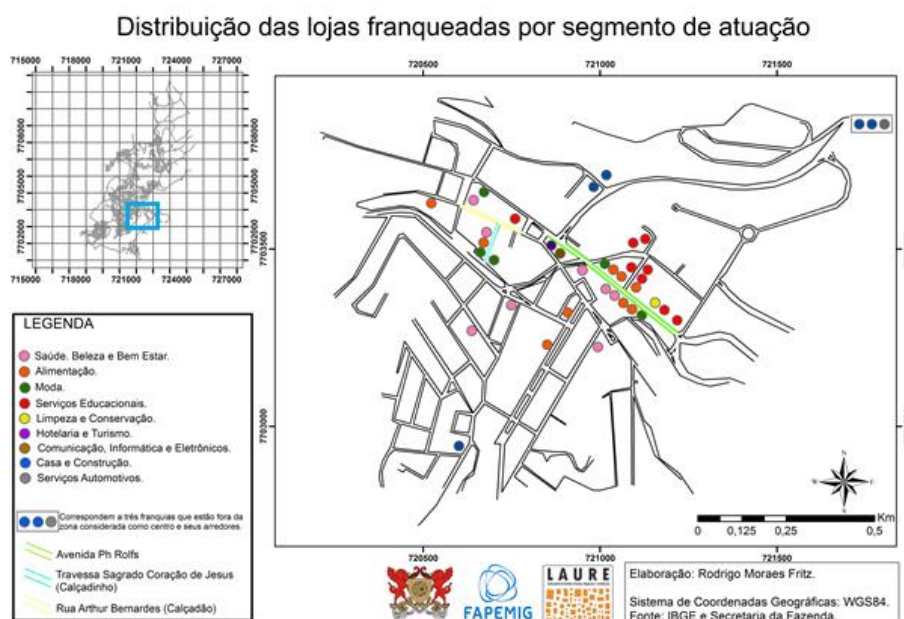 Distribuição das lojas franqueadas por segmento de atuação
715000 718000 721000 724000 727000
7708000
7705000
7702000
715000 718000 721000 724000 727000
720500 721000 721500
7703500
7703000
720500 721000 721500
LEGENDA
Saúde. Beleza e Bem Estar.
Alimentação.
Moda.
Serviços Educacionais.
Limpeza e Conservação.
Hotelaria e Turismo.
Comunicação, Informática e Eletrônicos.
Casa e Construção.
Serviços Automotivos.
Correspondem a três franquias que estão fora da
zona considerada como centro e seus arredores.
Avenida Ph Rolfs
Travessa Sagrado Coração de Jesus
(Calçadinho)
Rua Arthur Bernardes (Calçadão)
N
W E
S
Km
0 0,125 0,25 0,5
FAPEMIG
LAURE
Elaboração: Rodrigo Moraes Fritz.
Sistema de Coordenadas Geográficas: WGS84.
Fonte: IBGE e Secretaria da Fazenda.